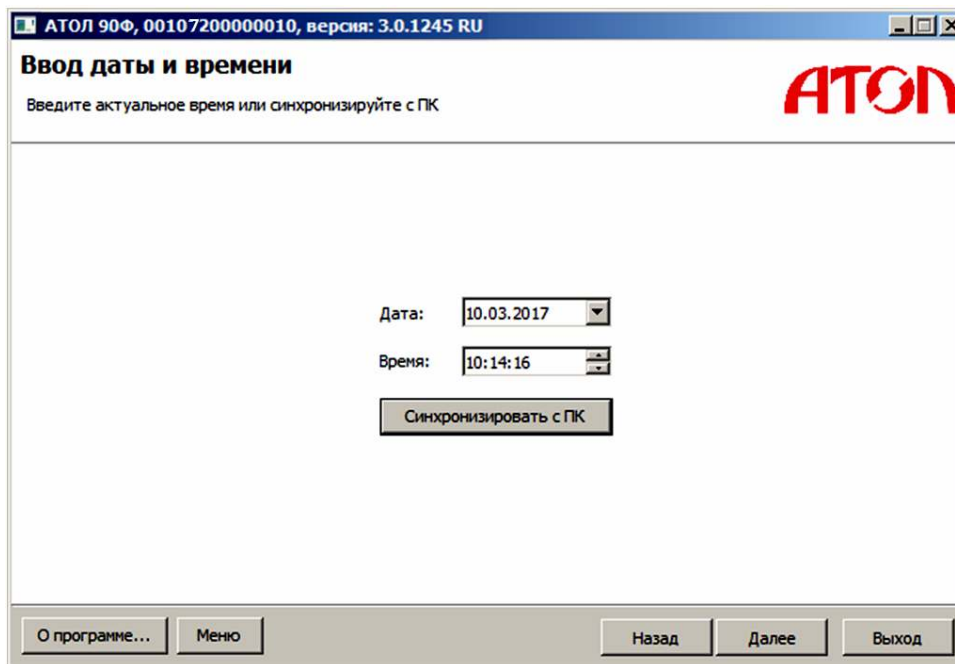 АТОЛ 90Ф, 00107200000010, версия: 3.0.1245 RU
Ввод даты и времени
Введите актуальное время или синхронизируйте с ПК
АТОЛ
Дата: 10.03.2017
Время: 10:14:16
Синхронизировать с ПК
О программе... Меню Назад Далее Выход